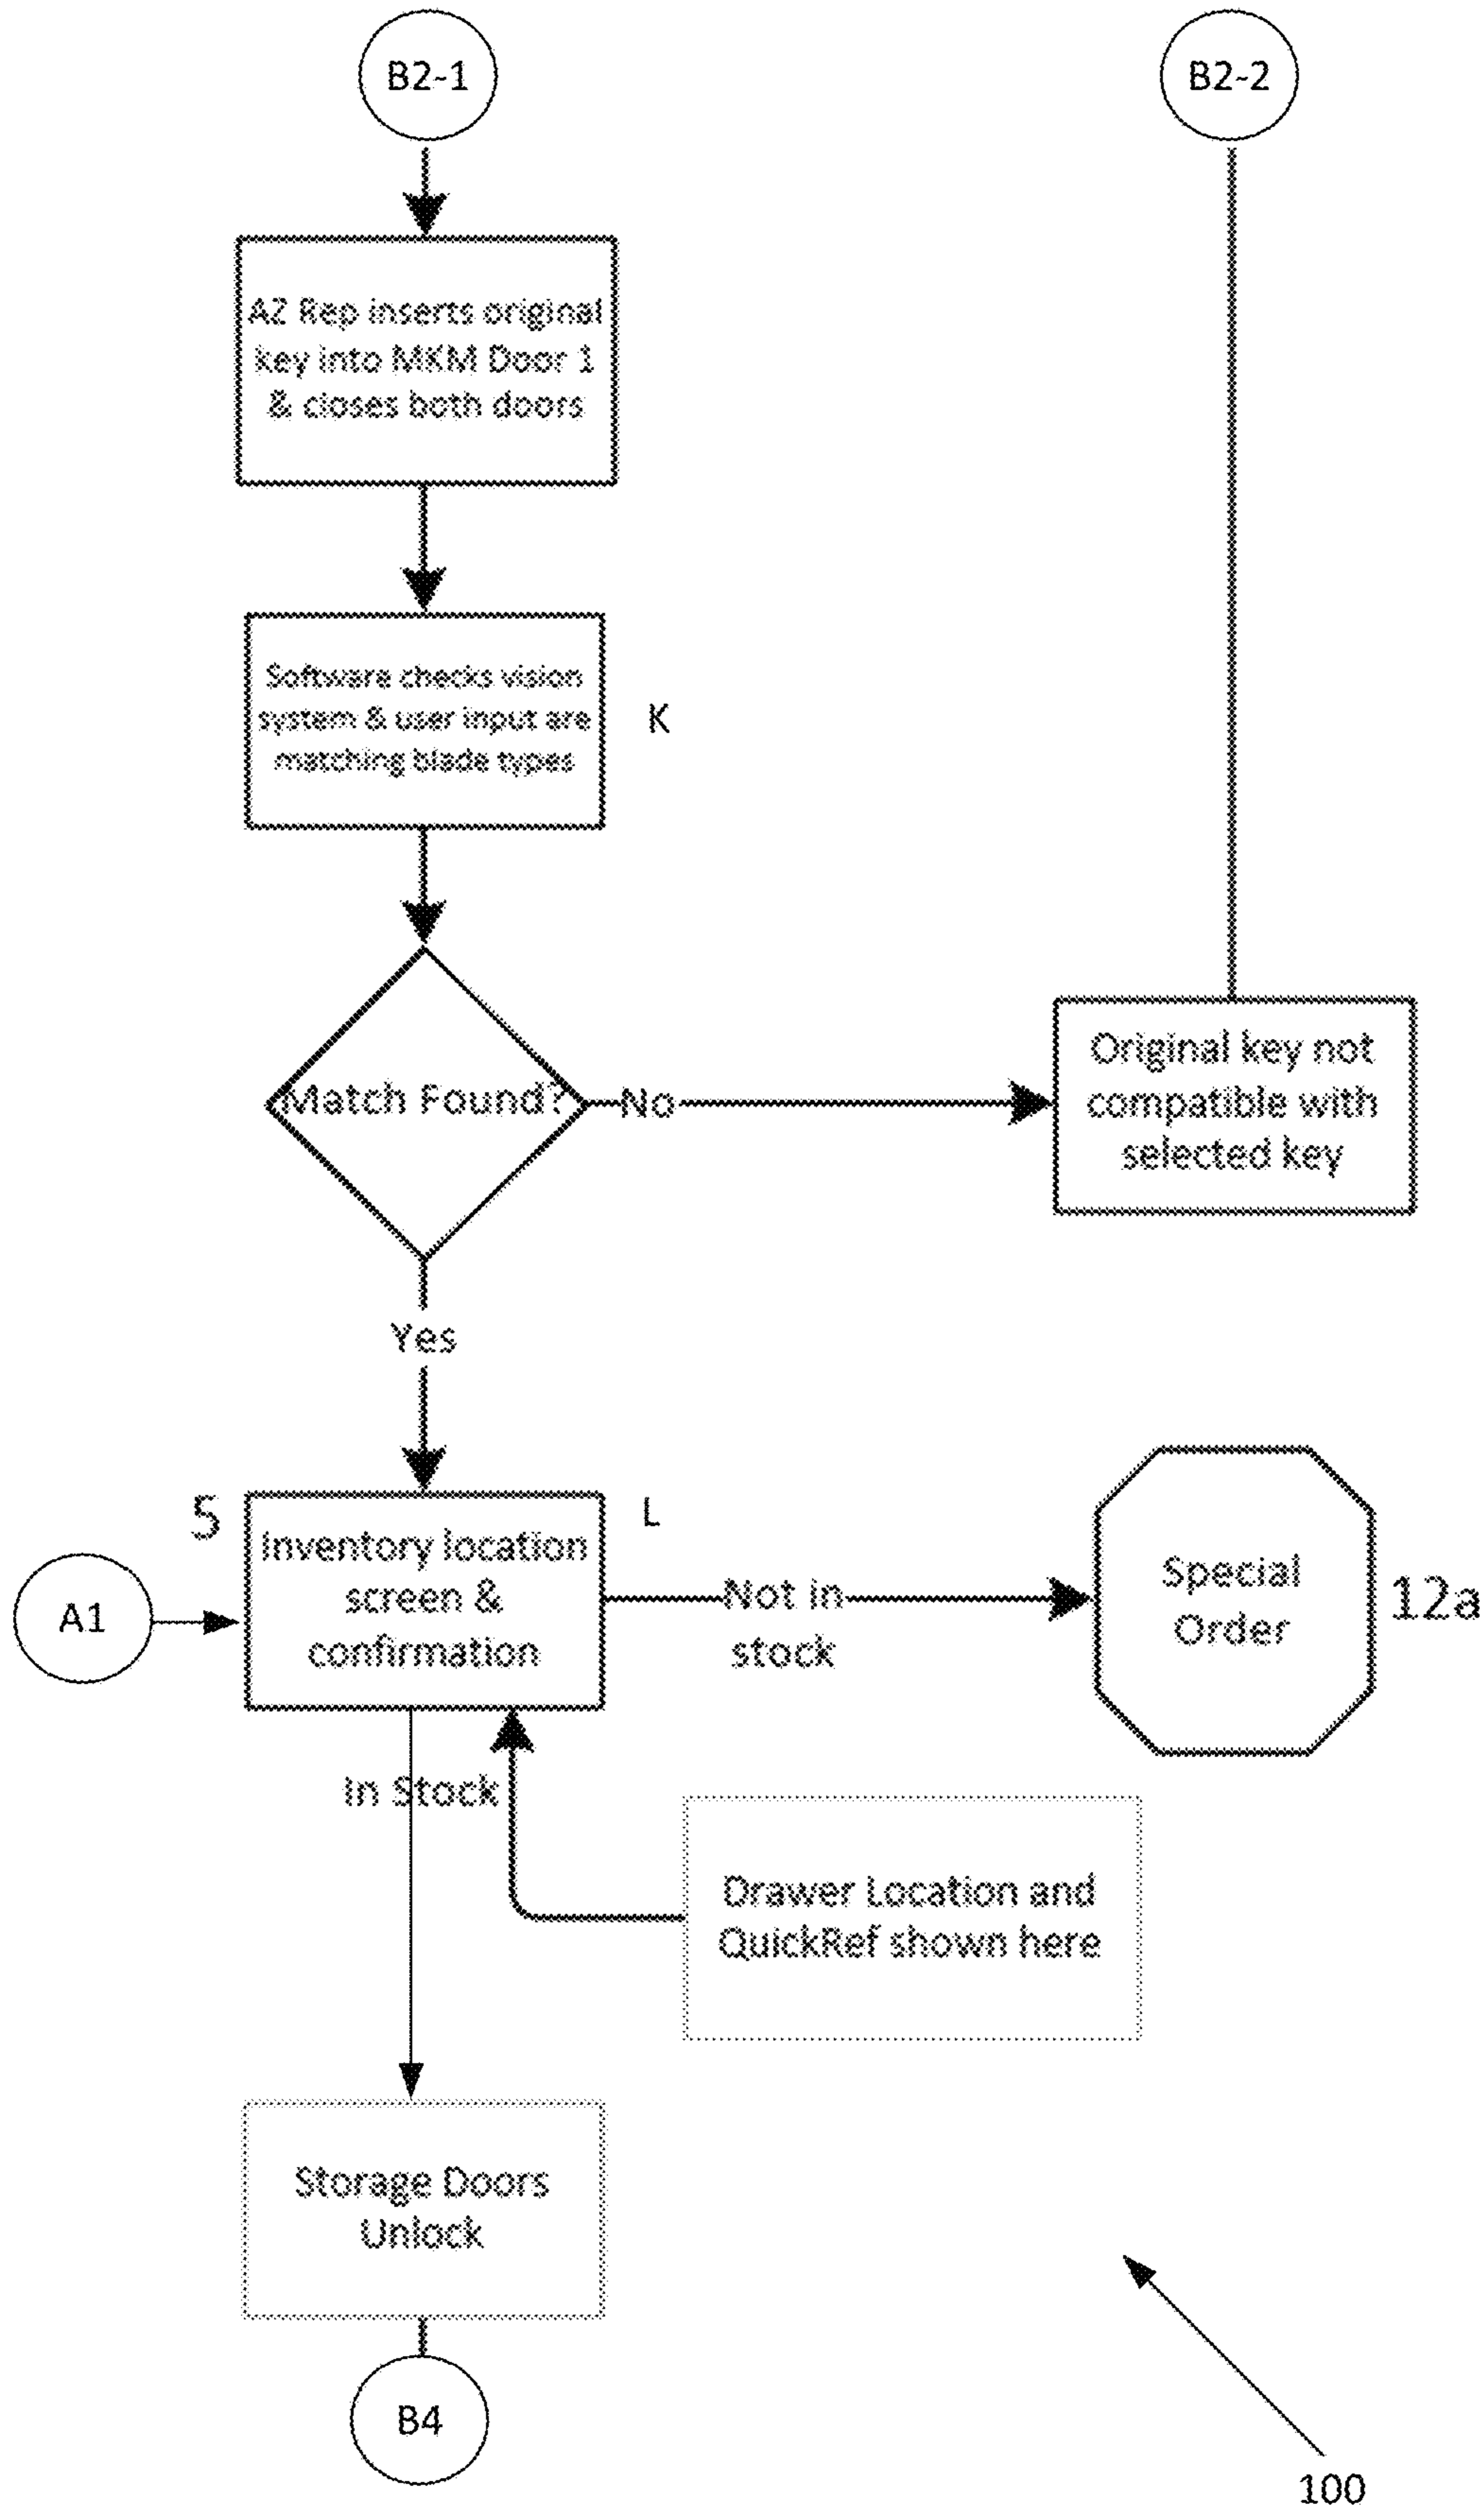 B2-1
B2-2
AZ Rep inserts original
key into MKM Door 1
& closes both doors
Software checks vision
system & user input are
matching blade types
K
Match Found?
No
Original key not
compatible with
selected key
Yes
5
L
Inventory location
screen &
confirmation
A1
Not in
stock
Special
Order
12a
In Stock
Drawer Location and
QuickRef shown here
Storage Doors
Unlock
B4
100